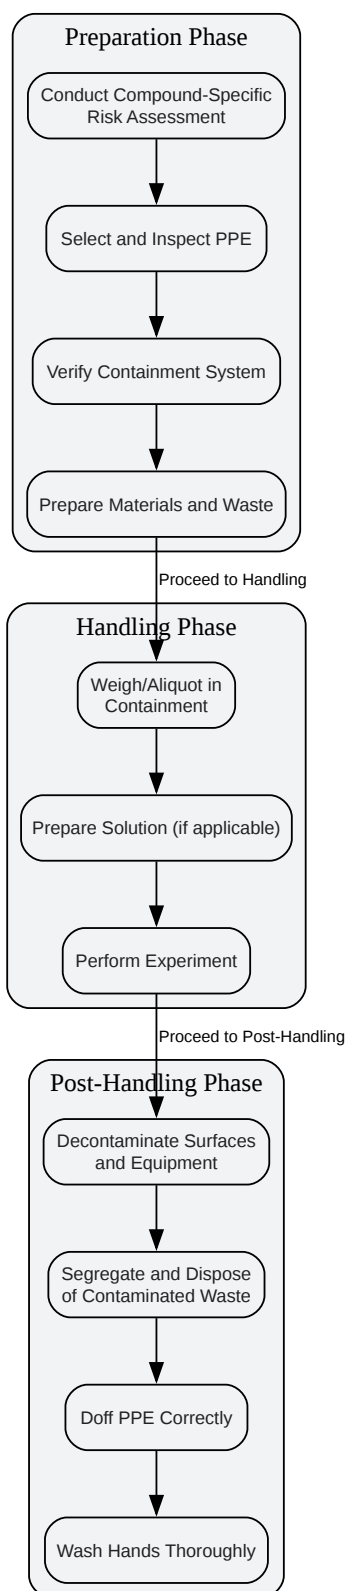 Preparation Phase
Conduct Compound-Specific
Risk Assessment
Select and Inspect PPE
Verify Containment System
Prepare Materials and Waste
Proceed to Handling
Handling Phase
Weigh/Aliquot in
Containment
Prepare Solution (if applicable)
Perform Experiment
Proceed to Post-Handling
Post-Handling Phase
Decontaminate Surfaces
and Equipment
Segregate and Dispose
of Contaminated Waste
Doff PPE Correctly
Wash Hands Thoroughly